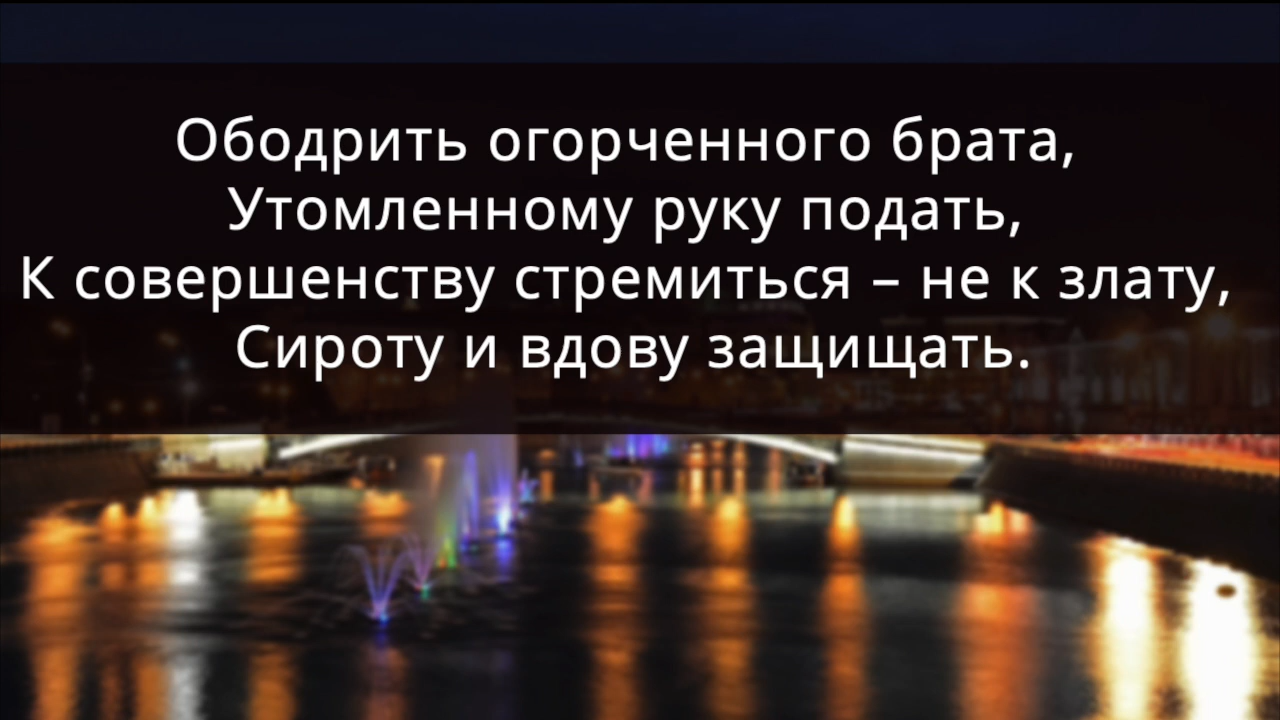 Ободрить огорченного брата,
Утомленному руку подать,
К совершенству стремиться – не к злату,
Сироту и вдову защищать.